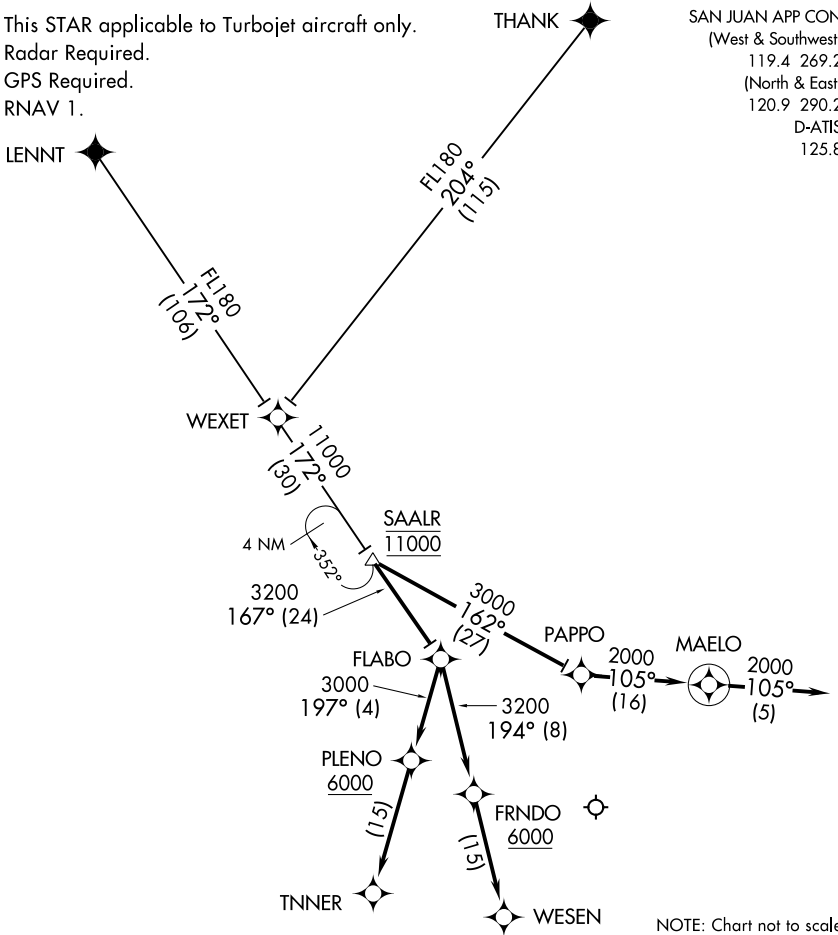 This STAR applicable to Turbojet aircraft only.
Radar Required.
GPS Required.
RNAV 1.
THANK
SAN JUAN APP CON
(West & Southwest
119.4 269.2
(North & East
120.9 290.2
D-ATIS
125.8
LENNT
FL180
204°
(115)
FL180
172°
(106)
WEXET
11000
172°
(30)
SAALR
11000
4 NM
352°
3200
167° (24)
3000
162°
(27)
PAPPO
MAELO
2000
105°
(16)
2000
105°
(5)
FLABO
3000
197° (4)
3200
194° (8)
PLENO
6000
FRNDO
6000
(15)
(15)
TNNER
WESEN
NOTE: Chart not to scale